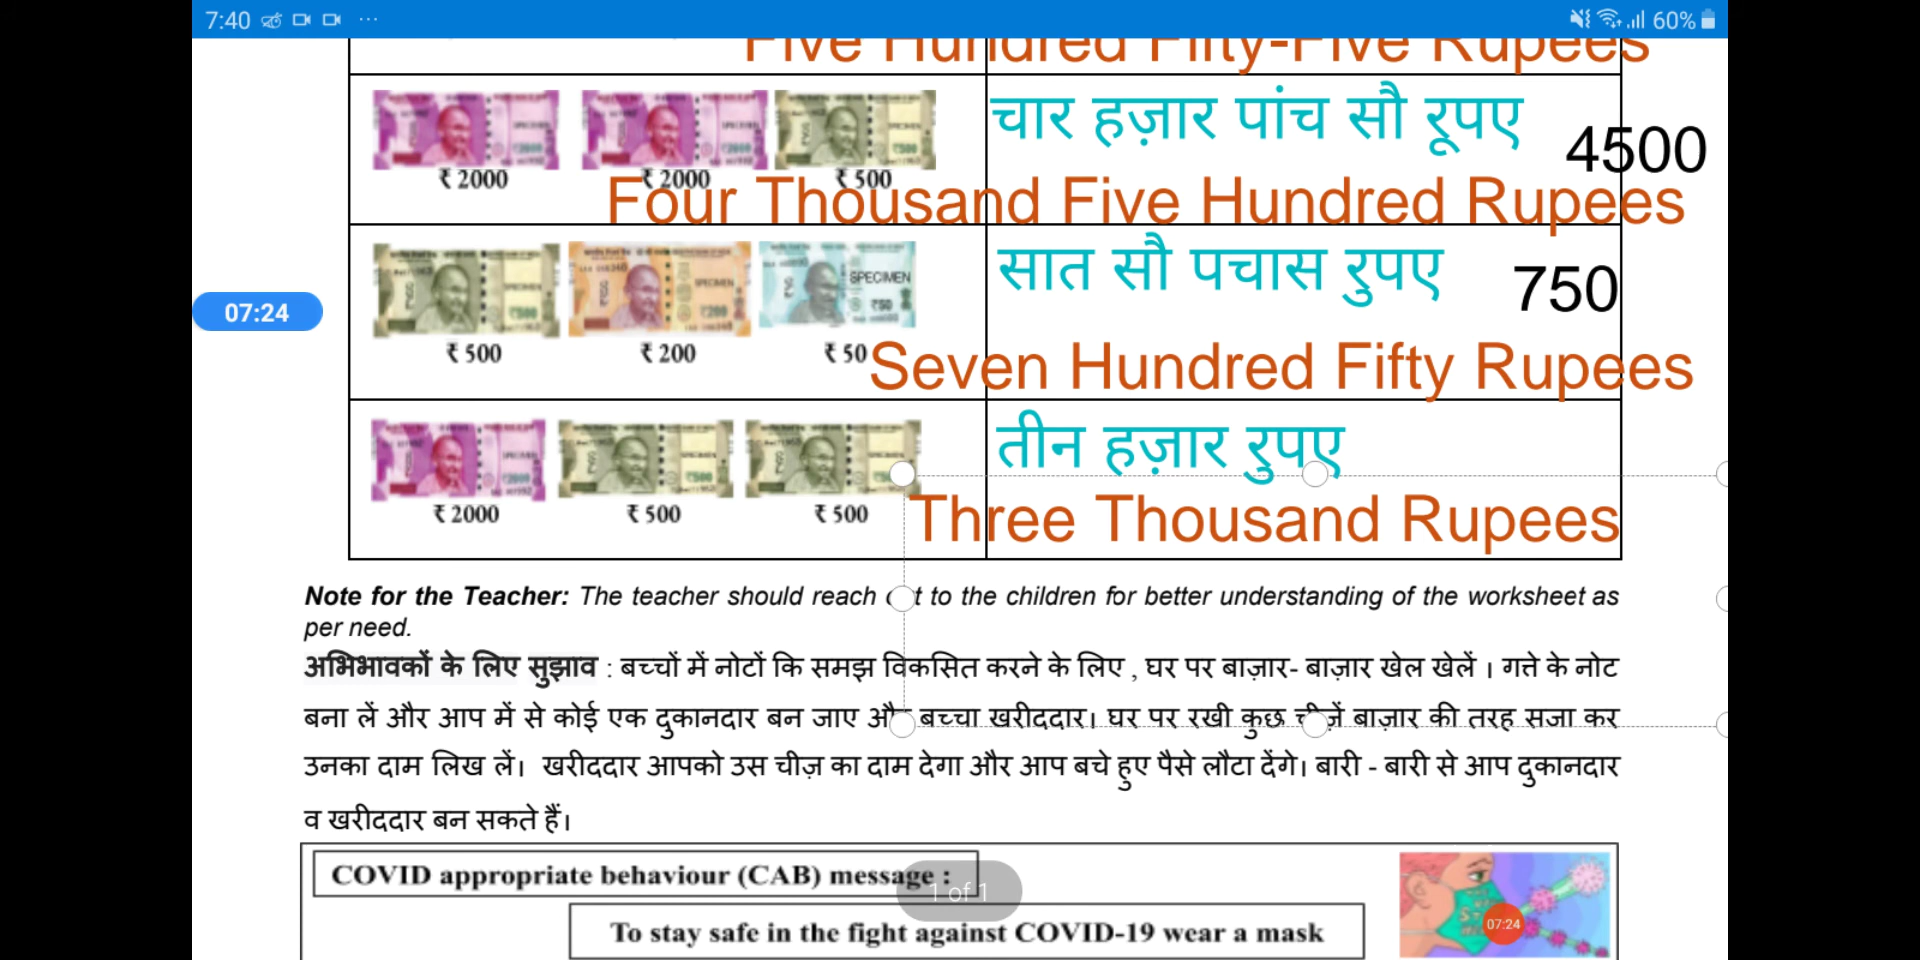 7:40 60%
Five Hundred Fifty-Five Rupees
चार हज़ार पांच सौ रूपए 4500
₹ 2000 ₹ 2000 ₹ 500
Four Thousand Five Hundred Rupees
सात सौ पचास रुपए 750
SPECIMEN
₹ 500 ₹ 200 ₹ 50
Seven Hundred Fifty Rupees
07:24
तीन हज़ार रुपए
₹ 2000 ₹ 500 ₹ 500
Three Thousand Rupees
Note for the Teacher: The teacher should reach out to the children for better understanding of the worksheet as
per need.
अभिभावकों के लिए सुझाव : बच्चों में नोटों कि समझ विकसित करने के लिए , घर पर बाज़ार- बाज़ार खेल खेलें । गत्ते के नोट
बना लें और आप में से कोई एक दुकानदार बन जाए और बच्चा खरीददार। घर पर रखी कुछ चीज़ें बाज़ार की तरह सजा कर
उनका दाम लिख लें। खरीददार आपको उस चीज़ का दाम देगा और आप बचे हुए पैसे लौटा देंगे। बारी - बारी से आप दुकानदार
व खरीददार बन सकते हैं।
COVID appropriate behaviour (CAB) message :
1 of 1
To stay safe in the fight against COVID-19 wear a mask
07:24